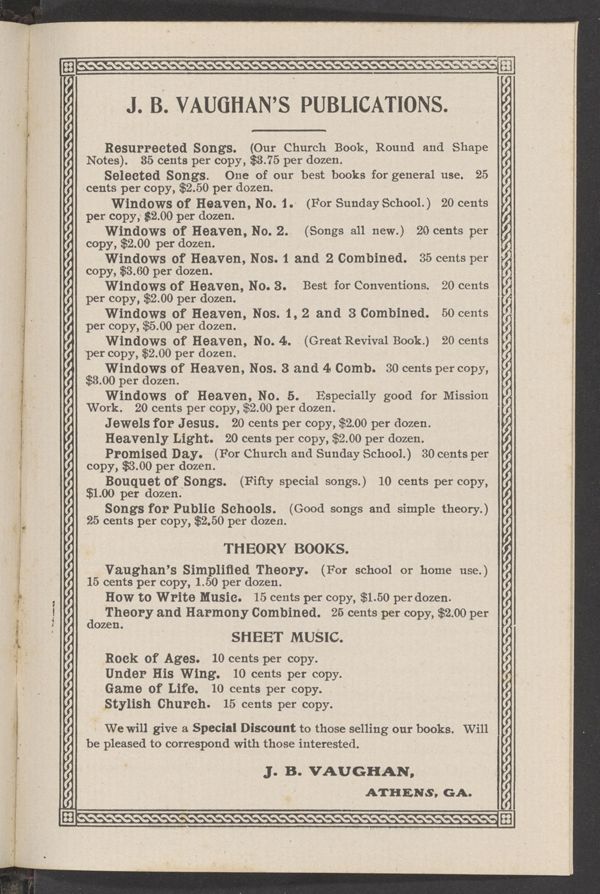 J. B. VAUGHAN'S PUBLICATIONS.
Resurrected Songs. (Our Church Book, Round and Shape
Notes). 35 cents per copy, $3.75 per dozen.
Selected Songs. One of our best books for general use. 25
cents per copy, $2.50 per dozen.
Windows of Heaven, No. 1. (For Sunday School.) 20 cents
per copy, $2.00 per dozen.
Windows of Heaven, No. 2. (Songs all new.) 20 cents per
copy, $2.00 per dozen.
Windows of Heaven, Nos. 1 and 2 Combined. 35 cents per
copy, $3.60 per dozen.
Windows of Heaven, No. 3. Best for Conventions. 20 cents
per copy, $2.00 per dozen.
Windows of Heaven, Nos. 1, 2 and 3 Combined. 50 cents
per copy, $5.00 per dozen.
Windows of Heaven, No. 4. (Great Revival Book.) 20 cents
per copy, $2.00 per dozen.
Windows of Heaven, Nos. 3 and 4 Comb. 30 cents per copy,
$3.00 per dozen.
Windows of Heaven, No. 5. Especially good for Mission
Work. 20 cents per copy, $2.00 per dozen.
Jewels for Jesus. 20 cents per copy, $2.00 per dozen.
Heavenly Light. 20 cents per copy, $2.00 per dozen.
Promised Day. (For Church and Sunday School.) 30 cents per
copy, $3.00 per dozen.
Bouquet of Songs. (Fifty special songs.) 10 cents per copy,
$1.00 per dozen.
Songs for Public Schools. (Good songs and simple theory.)
25 cents per copy, $2.50 per dozen.
THEORY BOOKS.
Vaughan's Simplified Theory. (For school or home use.)
15 cents per copy, 1.50 per dozen.
How to Write Music. 15 cents per copy, $1.50 per dozen.
Theory and Harmony Combined. 25 cents per copy, $2.00 per
dozen.
SHEET MUSIC.
Rock of Ages. 10 cents per copy.
Under His Wing. 10 cents per copy.
Game of Life. 10 cents per copy.
Stylish Church. 15 cents per copy.
We will give a Special Discount to those selling our books. Will
be pleased to correspond with those interested.
J. B. VAUGHAN,
ATHENS, GA.